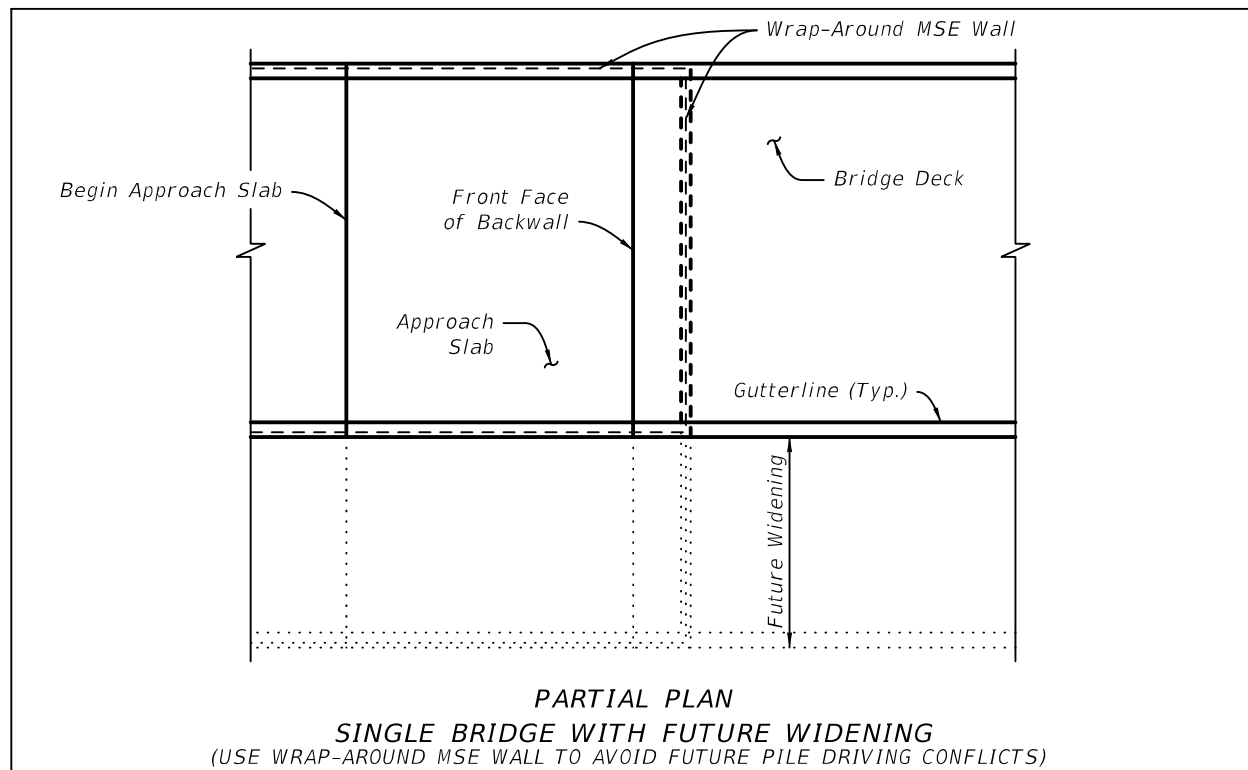 Wrap-Around MSE Wall
Begin Approach Slab
Front Face
of Backwall
Bridge Deck
Approach
Slab
Gutterline (Typ.)
Future Widening
PARTIAL PLAN
SINGLE BRIDGE WITH FUTURE WIDENING
(USE WRAP-AROUND MSE WALL TO AVOID FUTURE PILE DRIVING CONFLICTS)